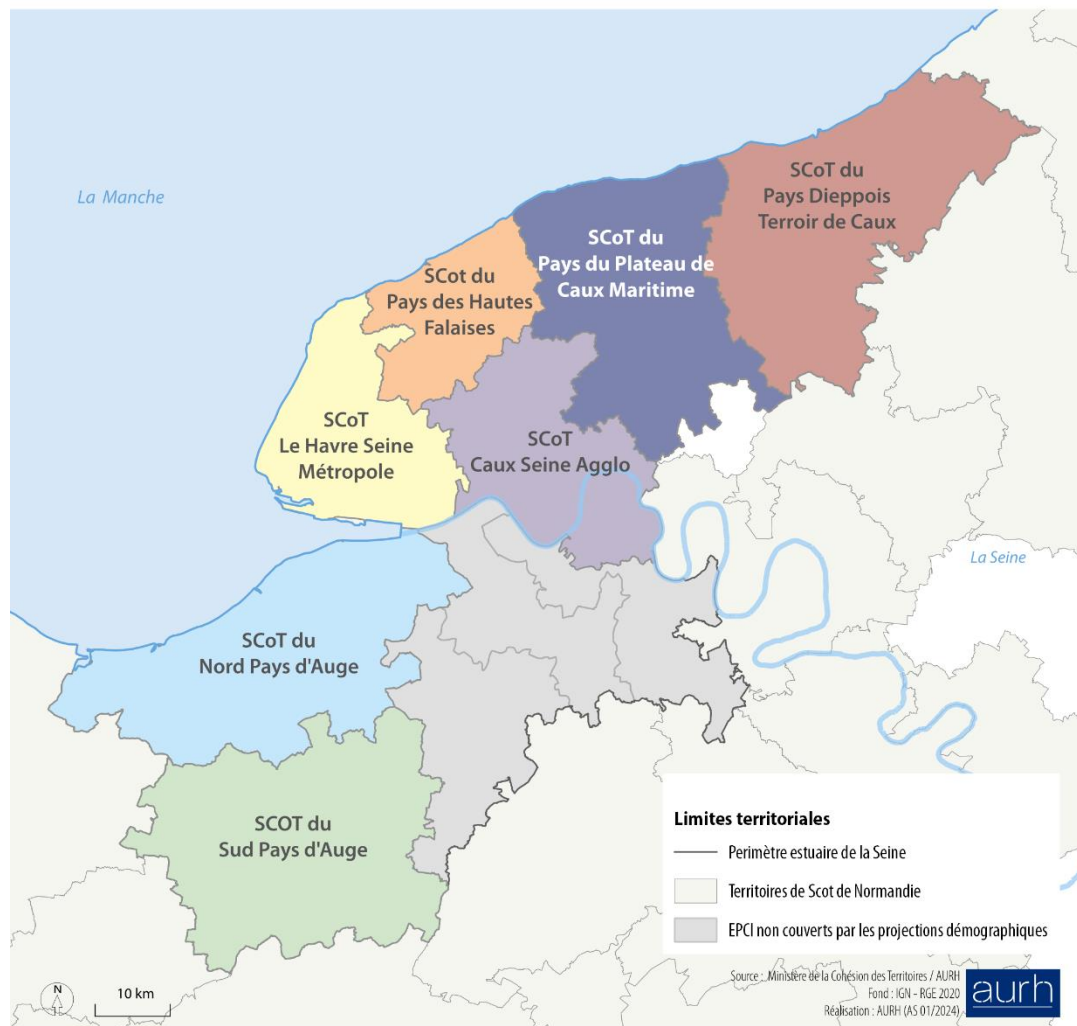 La Manche
SCoT du
Pays Dieppois
Terroir de Caux
SCoT du
Pays du Plateau de
Caux Maritime
SCot du
Pays des Hautes
Falaises
SCoT
Le Havre Seine
Métropole
SCoT
Caux Seine Agglo
La Seine
SCoT du
Nord Pays d'Auge
SCOT du
Sud Pays d'Auge
Limites territoriales
Perimètre estuaire de la Seine
Territoires de Scot de Normandie
EPCI non couverts par les projections démographiques
N
10 km
Source : Ministère de la Cohésion des Territoires / AURH
Fond : IGN - RGE 2020
Réalisation : AURH (AS 01/2024)
aurh